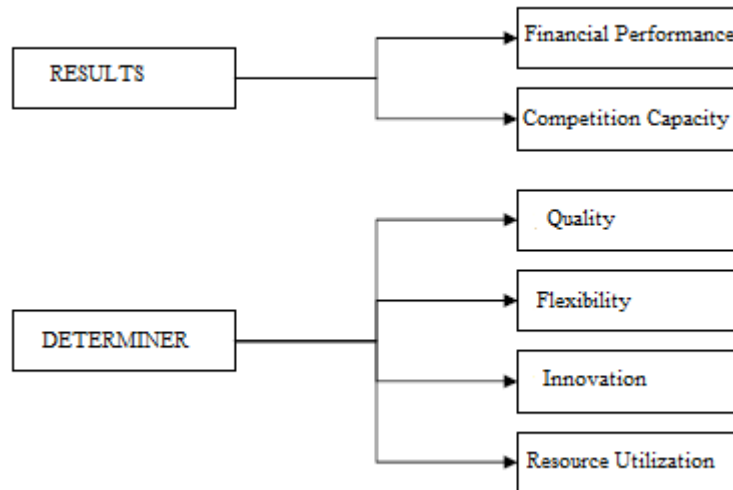 RESULTS
Financial Performance
Competition Capacity
DETERMINER
Quality
Flexibility
Innovation
Resource Utilization